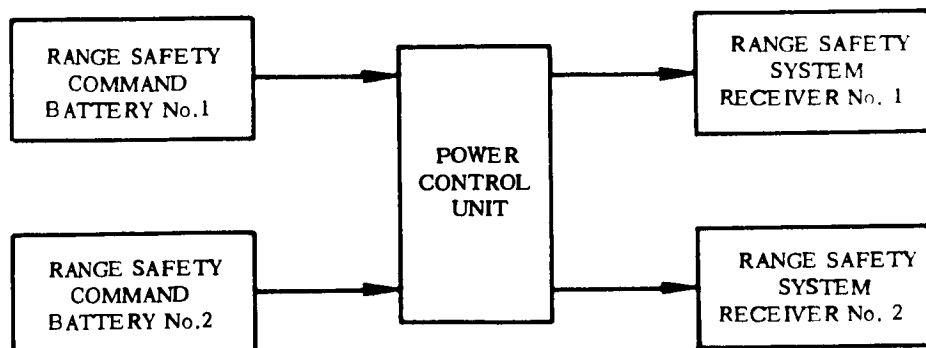 RANGE SAFETY
COMMAND
BATTERY No.1
RANGE SAFETY
SYSTEM
RECEIVER No. 1
POWER
CONTROL
UNIT
RANGE SAFETY
COMMAND
BATTERY No.2
RANGE SAFETY
SYSTEM
RECEIVER No. 2